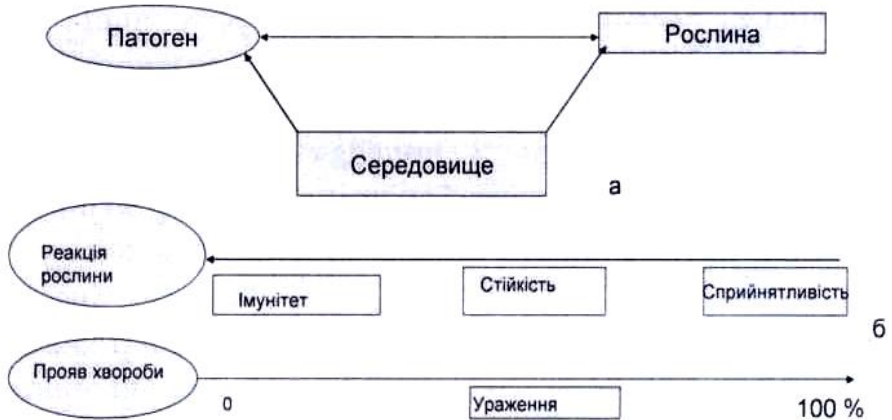 Патоген
Рослина
Середовище
а
Реакція
рослини
Імунітет
Стійкість
Сприйнятливість
б
Прояв хвороби
0
Ураження
100 %